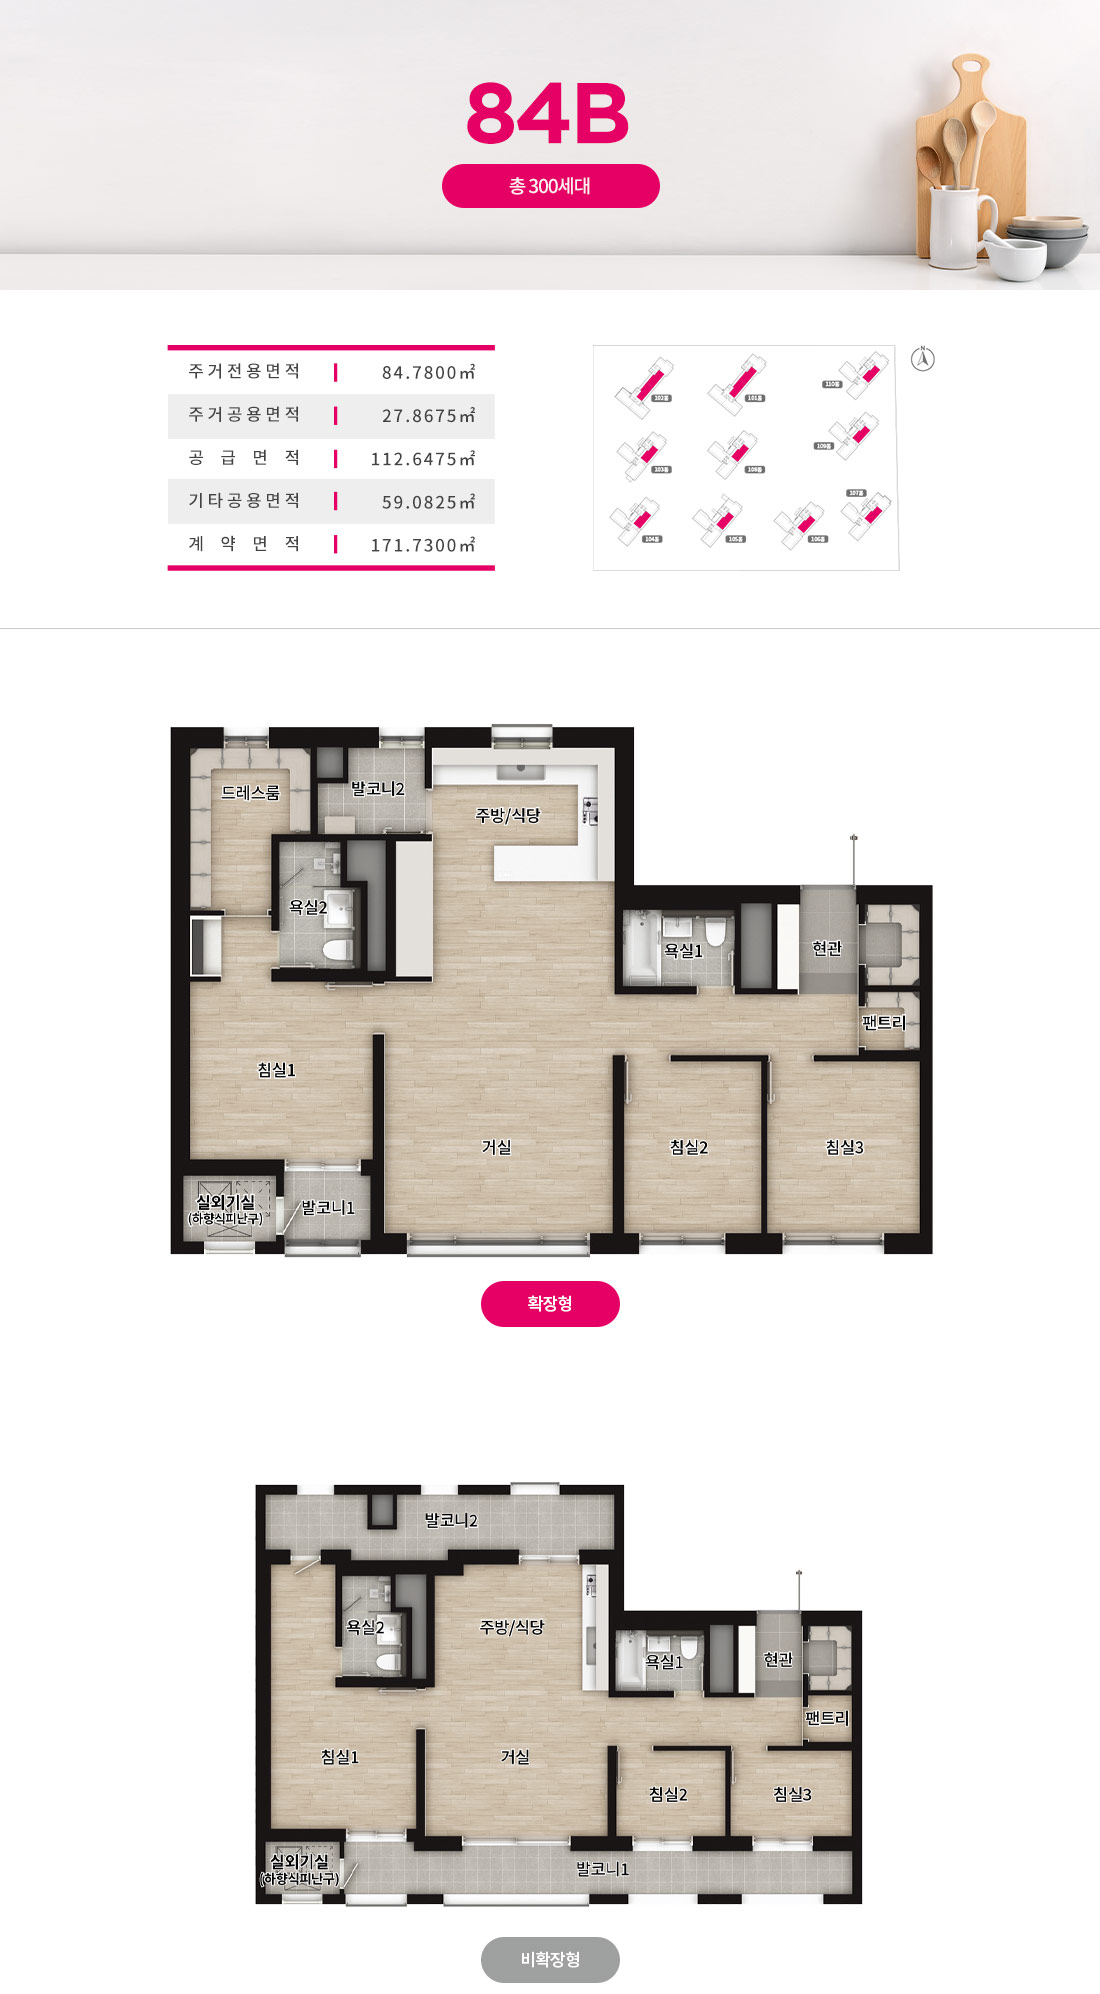 84B
총 300세대
주거전용면적 84.7800㎡
주거공용면적 27.8675㎡
공급면적 112.6475㎡
기타공용면적 59.0825㎡
계약면적 171.7300㎡
N
102동
101동
110동
109동
103동
108동
107동
104동
105동
106동
드레스룸
발코니2
주방/식당
욕실2
욕실1
현관
팬트리
침실1
거실
침실2
침실3
실외기실
(하향식피난구)
발코니1
확장형
발코니2
욕실2
주방/식당
욕실1
현관
팬트리
침실1
거실
침실2
침실3
실외기실
(하향식피난구)
발코니1
비확장형